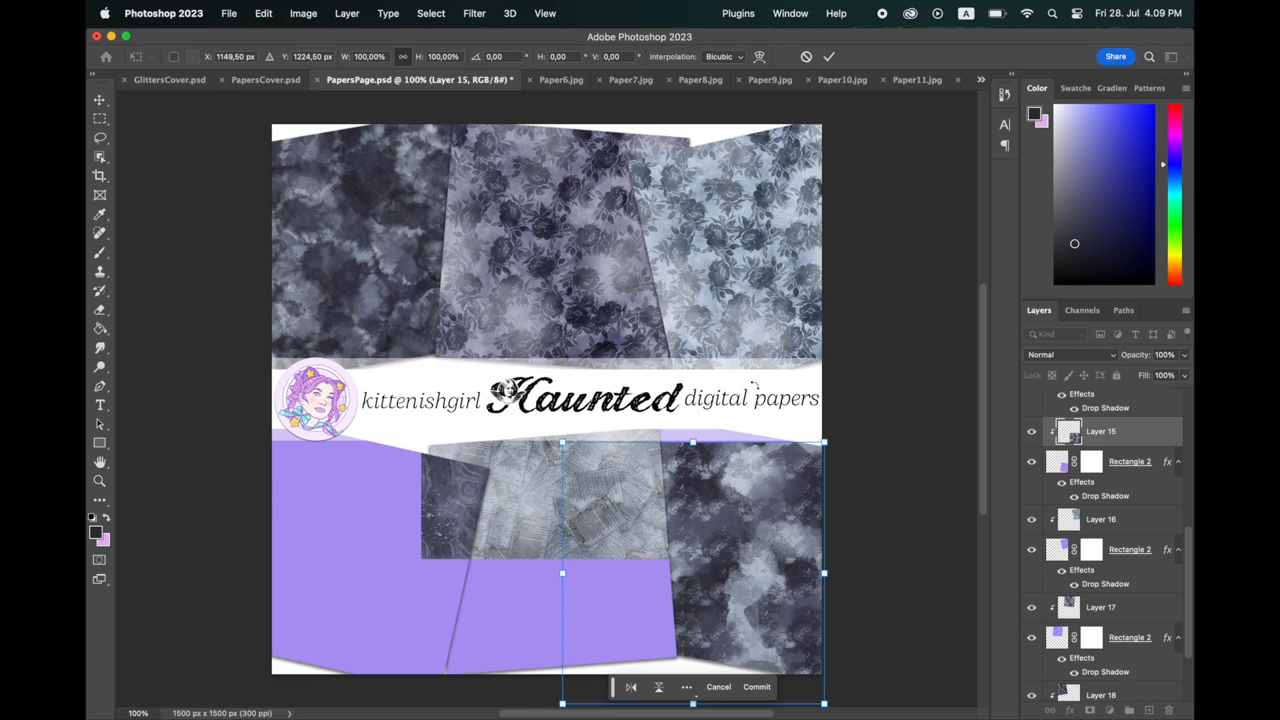 Photoshop 2023 File Edit Image Layer Type Select Filter 3D View Plugins Window Help A Fri 28. Jul 4.09 PM
Adobe Photoshop 2023
X: 1149,50 px Y: 1224,50 px W: 100,00% H: 100,00% 0,00 ° H: 0,00 ° V: 0,00 ° Interpolation: Bicubic Share
GlittersCover.psd PapersCover.psd PapersPage.psd @ 100% (Layer 15, RGB/8#) * Paper6.jpg Paper7.jpg Paper8.jpg Paper9.jpg Paper10.jpg Paper11.jpg
Color Swatche Gradien Patterns
kittenishgirl Haunted digital papers
Layers Channels Paths
Kind
Normal Opacity: 100%
Lock: Fill: 100%
Effects
Drop Shadow
Layer 15
Rectangle 2 fx
Effects
Drop Shadow
Layer 16
Rectangle 2 fx
Effects
Drop Shadow
Layer 17
Rectangle 2 fx
Effects
Drop Shadow
Layer 18
Cancel Commit
100% 1500 px x 1500 px (300 ppi)